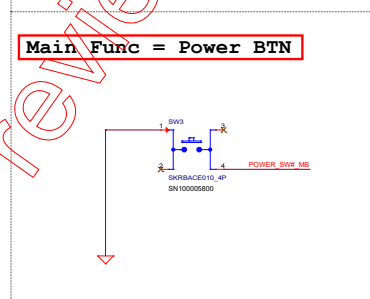 Main Func = Power BTN
SW3
1
3
2
4
POWER_SW#_MB
SKRBACE010_4P
SN100005800